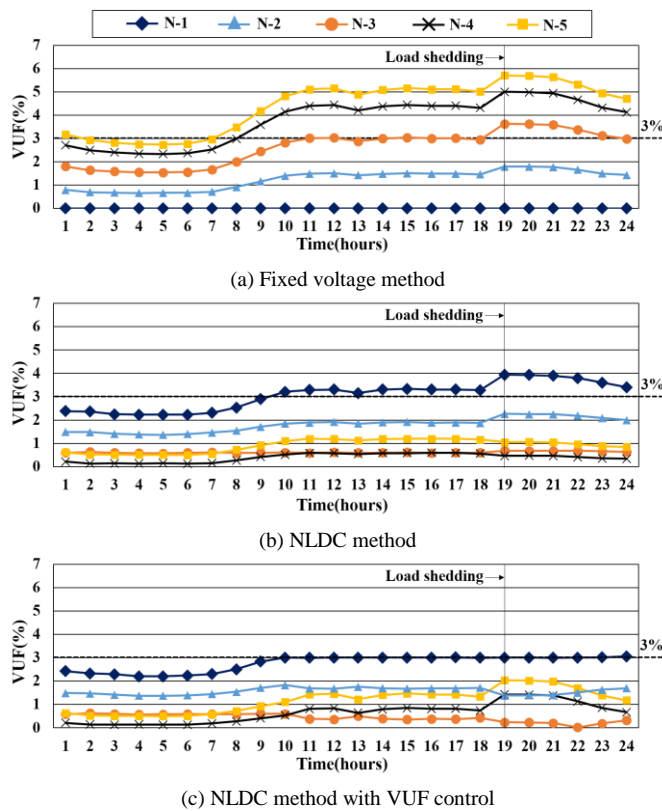 N-1 N-2 N-3 N-4 N-5
7
Load shedding
6
5
4
3%
3
2
1
0
VUF(%)
1 2 3 4 5 6 7 8 9 10 11 12 13 14 15 16 17 18 19 20 21 22 23 24
Time(hours)
(a) Fixed voltage method
7
Load shedding
6
5
4
3
2
1
0
VUF(%)
1 2 3 4 5 6 7 8 9 10 11 12 13 14 15 16 17 18 19 20 21 22 23 24
Time(hours)
(b) NLDC method
7
Load shedding
6
5
4
3%
3
2
1
0
VUF(%)
1 2 3 4 5 6 7 8 9 10 11 12 13 14 15 16 17 18 19 20 21 22 23 24
Time(hours)
(c) NLDC method with VUF control